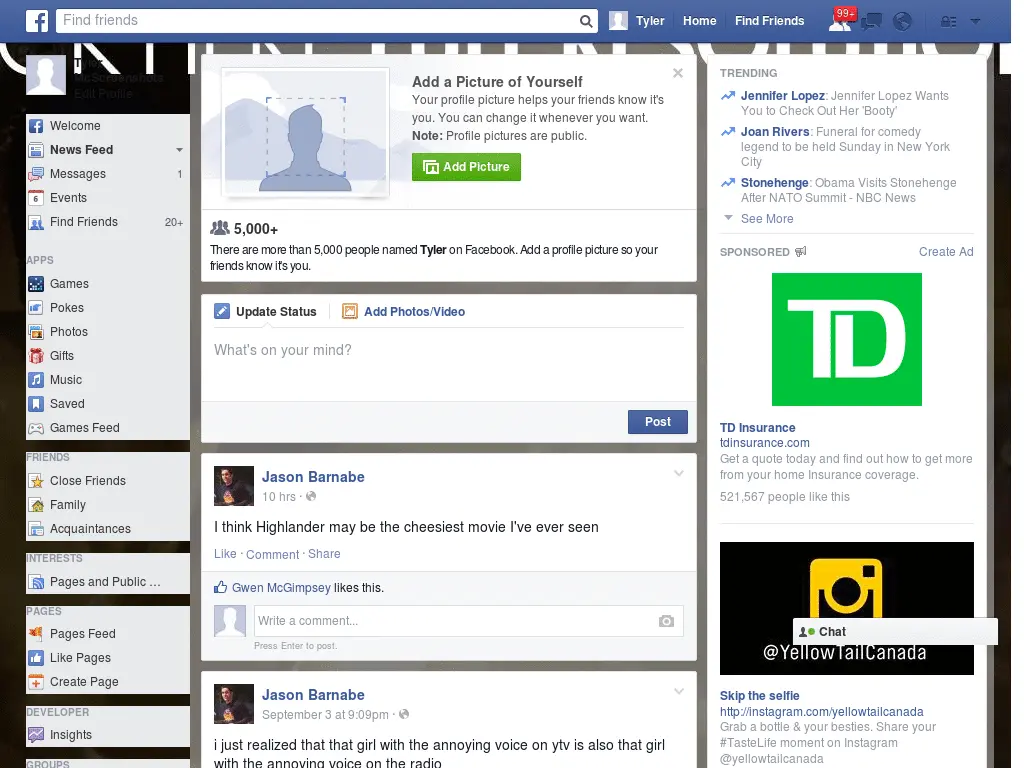 Find friends
Tyler
Home
Find Friends
99+
Tyler
McScreenshots
Edit Profile
Welcome
News Feed
Messages 1
6
Events
Find Friends 20+
APPS
Games
Pokes
Photos
Gifts
Music
Saved
Games Feed
FRIENDS
Close Friends
Family
Acquaintances
INTERESTS
Pages and Public ...
PAGES
Pages Feed
Like Pages
Create Page
DEVELOPER
Insights
GROUPS
Add a Picture of Yourself
Your profile picture helps your friends know it's
you. You can change it whenever you want.
Note: Profile pictures are public.
Add Picture
5,000+
There are more than 5,000 people named Tyler on Facebook. Add a profile picture so your
friends know it's you.
Update Status
Add Photos/Video
What's on your mind?
Post
Jason Barnabe
10 hrs ·
I think Highlander may be the cheesiest movie I've ever seen
Like · Comment · Share
Gwen McGimpsey likes this.
Write a comment...
Press Enter to post.
Jason Barnabe
September 3 at 9:09pm ·
i just realized that that girl with the annoying voice on ytv is also that girl
with the annoying voice on the radio
TRENDING
Jennifer Lopez: Jennifer Lopez Wants
You to Check Out Her 'Booty'
Joan Rivers: Funeral for comedy
legend to be held Sunday in New York
City
Stonehenge: Obama Visits Stonehenge
After NATO Summit - NBC News
See More
SPONSORED
Create Ad
TD
TD Insurance
tdinsurance.com
Get a quote today and find out how to get more
from your home Insurance coverage.
521,567 people like this
Chat
@YellowTailCanada
Skip the selfie
http://instagram.com/yellowtailcanada
Grab a bottle & your besties. Share your
#TasteLife moment on Instagram
@yellowtailcanada